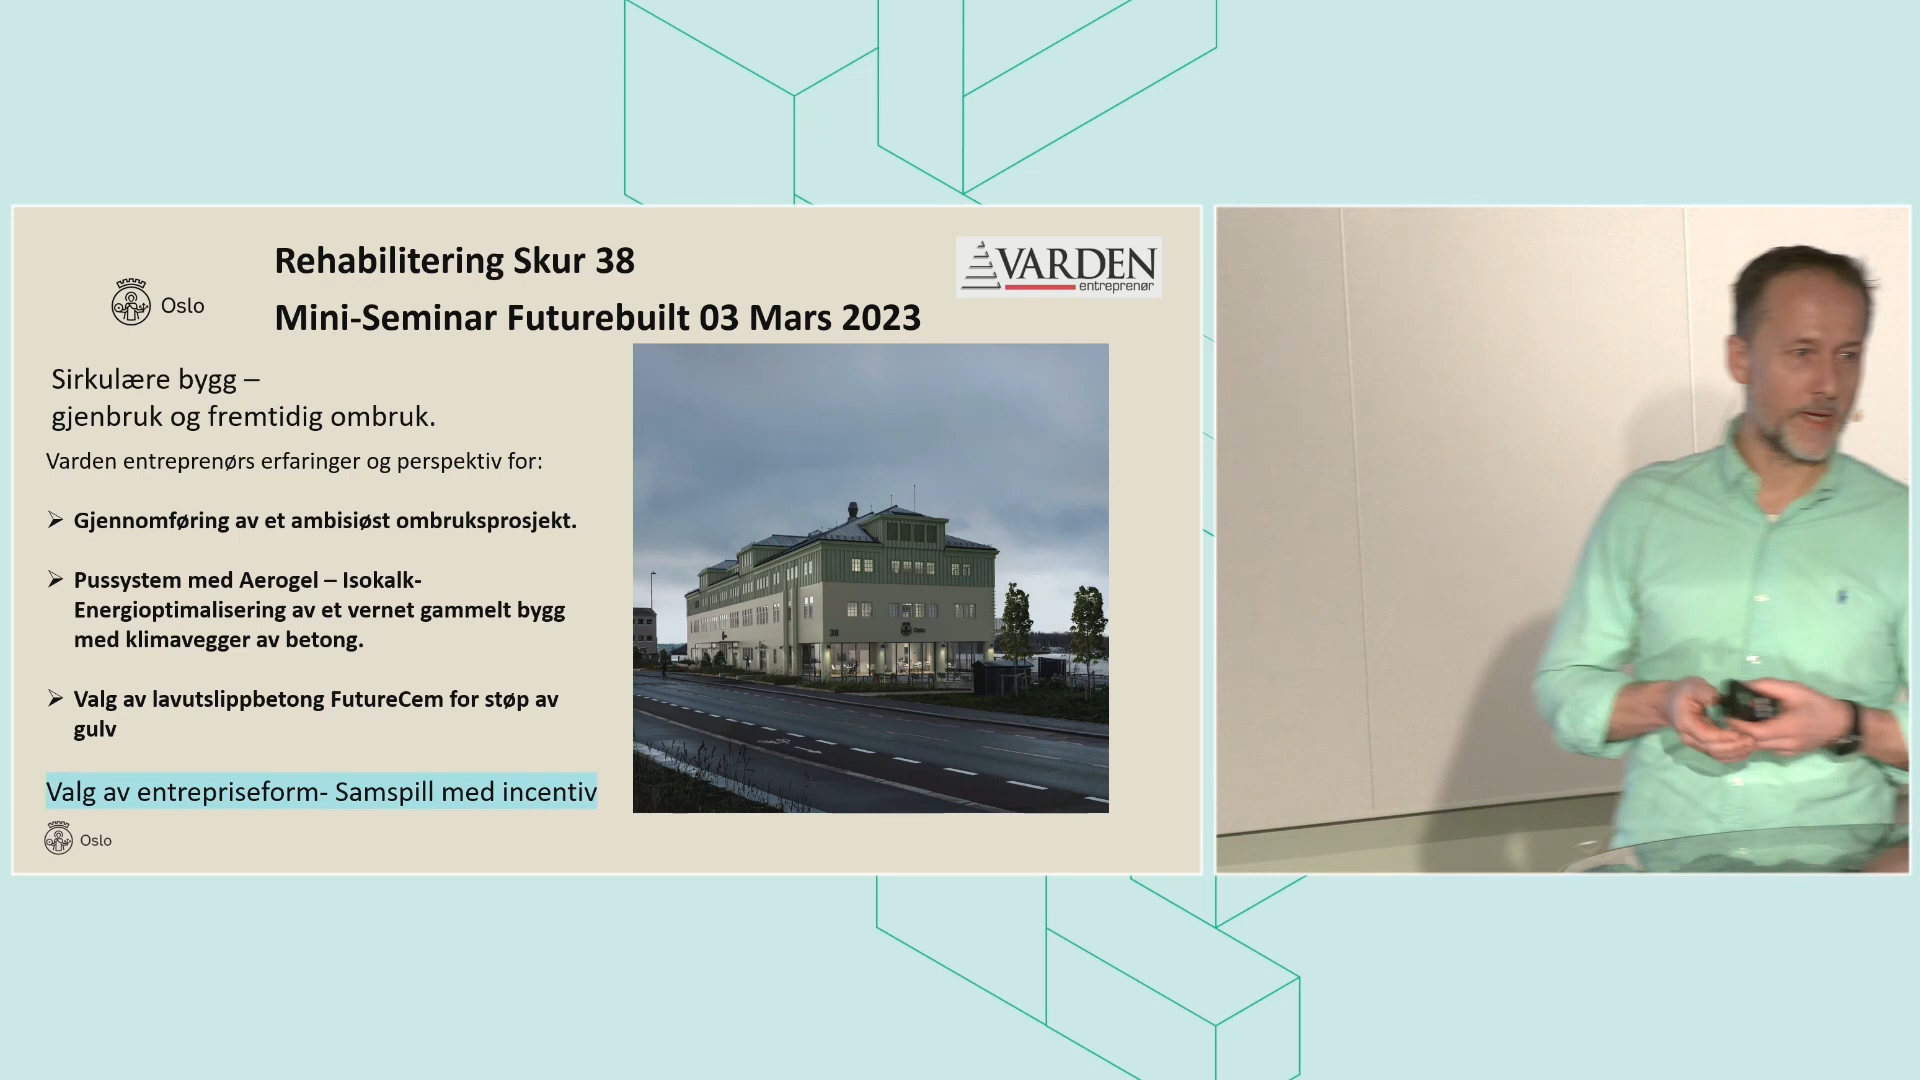 Rehabilitering Skur 38
Mini-Seminar Futurebuilt 03 Mars 2023
VARDEN
entreprenør
Oslo
Sirkulære bygg –
gjenbruk og fremtidig ombruk.
Varden entreprenørs erfaringer og perspektiv for:
➢ Gjennomføring av et ambisiøst ombruksprosjekt.
➢ Pussystem med Aerogel – Isokalk-
Energioptimalisering av et vernet gammelt bygg
med klimavegger av betong.
➢ Valg av lavutslippbetong FutureCem for støp av
gulv
Valg av entrepriseform- Samspill med incentiv
Oslo
38
Oslo